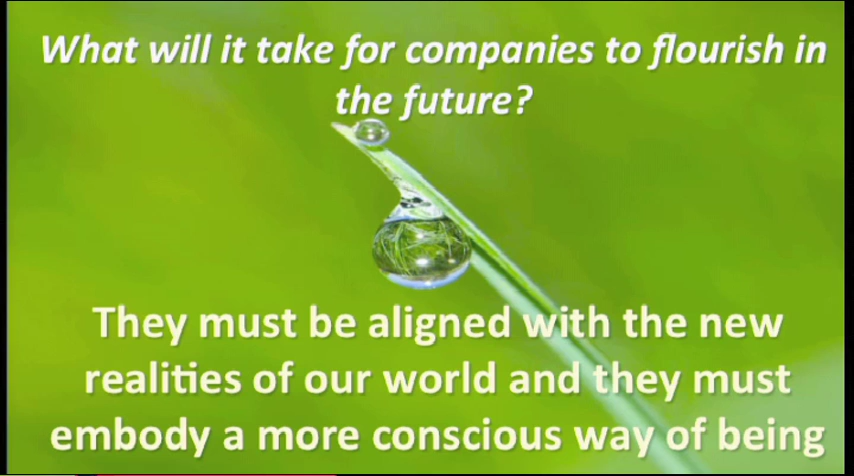 What will it take for companies to flourish in
the future?
They must be aligned with the new
realities of our world and they must
embody a more conscious way of being